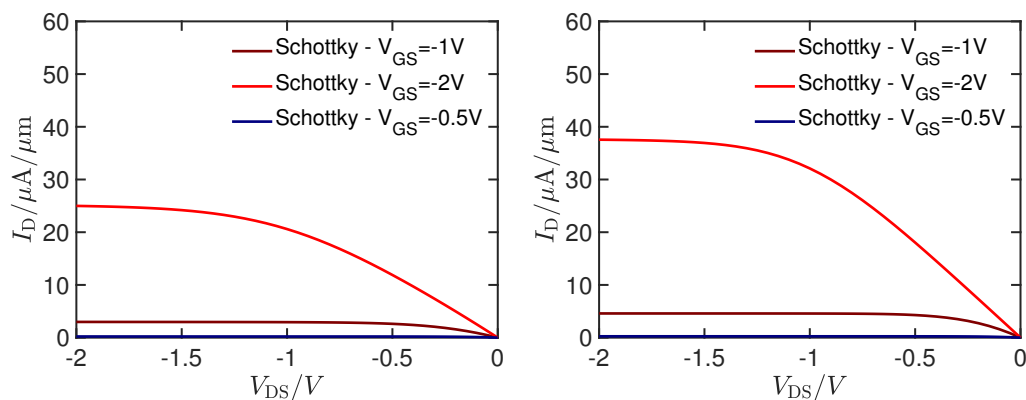 60
50
40
30
20
10
0
I_D/μA/μm
-2
-1.5
-1
-0.5
0
V_DS/V
Schottky - V_GS=-1V
Schottky - V_GS=-2V
Schottky - V_GS=-0.5V
60
50
40
30
20
10
0
I_D/μA/μm
-2
-1.5
-1
-0.5
0
V_DS/V
Schottky - V_GS=-1V
Schottky - V_GS=-2V
Schottky - V_GS=-0.5V